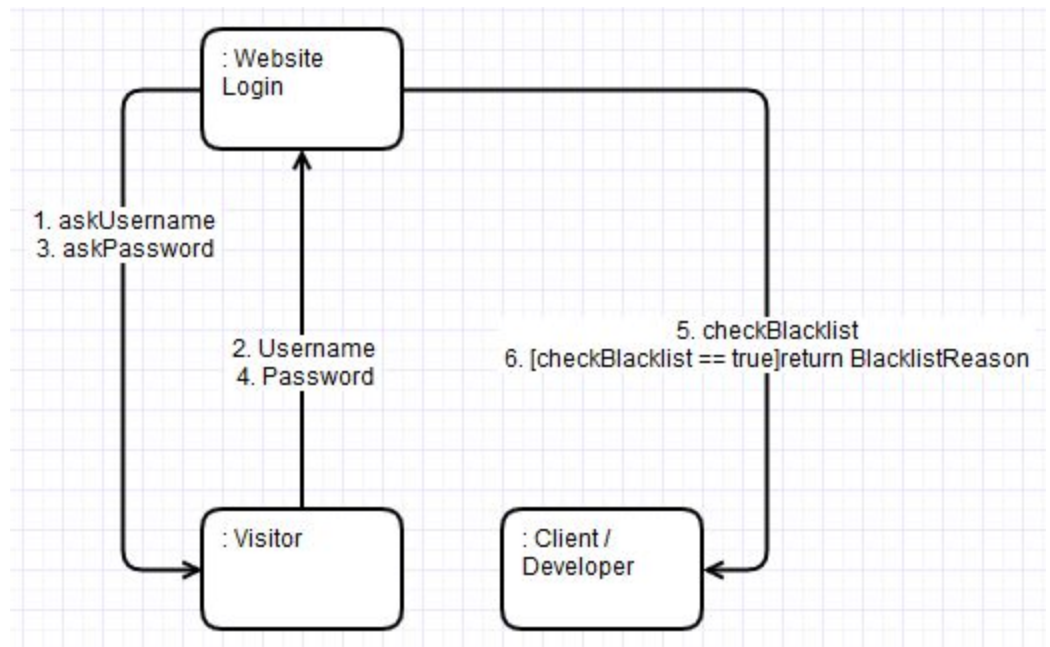 : Website
Login
1. askUsername
3. askPassword
2. Username
4. Password
5. checkBlacklist
6. [checkBlacklist == true]return BlacklistReason
: Visitor
: Client /
Developer